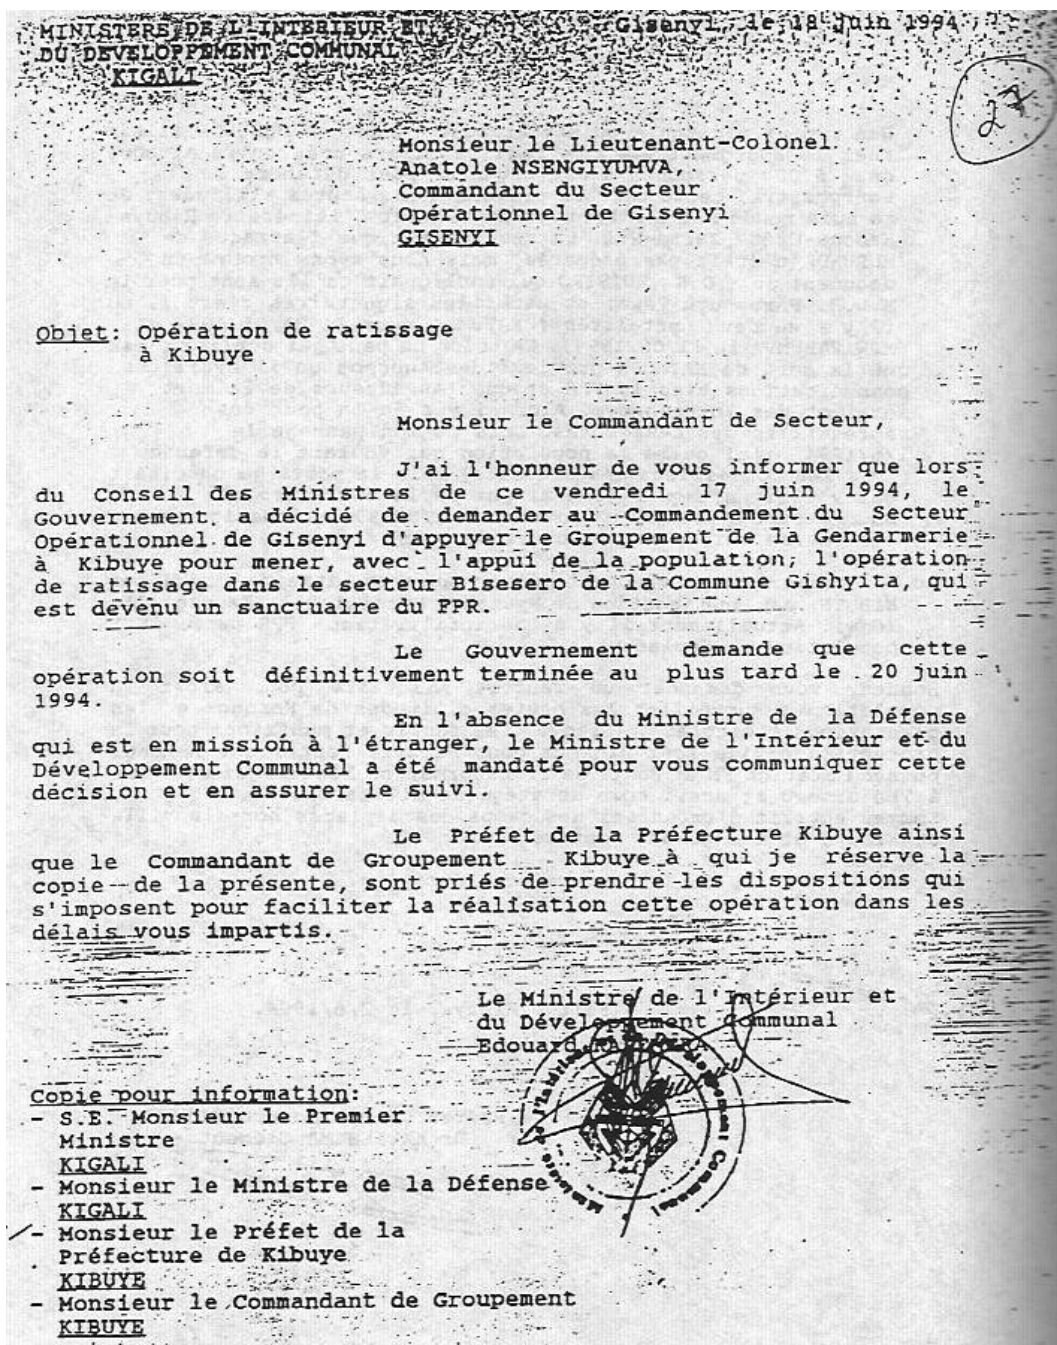 MINISTERE DE L'INTERIEUR ET
DU DEVELOPPEMENT COMMUNAL
KIGALI
Gisenyi, le 18 juin 1994
27
Monsieur le Lieutenant-Colonel
Anatole NSENGIYUMVA,
Commandant du Secteur
Opérationnel de Gisenyi
GISENYI
Objet: Opération de ratissage
à Kibuye
Monsieur le Commandant de Secteur,
J'ai l'honneur de vous informer que lors
du Conseil des Ministres de ce vendredi 17 juin 1994, le
Gouvernement a décidé de demander au Commandement du Secteur
Opérationnel de Gisenyi d'appuyer le Groupement de la Gendarmerie
à Kibuye pour mener, avec l'appui de la population; l'opération
de ratissage dans le secteur Bisesero de la Commune Gishyita, qui
est devenu un sanctuaire du FPR.
Le Gouvernement demande que cette
opération soit définitivement terminée au plus tard le 20 juin
1994.
En l'absence du Ministre de la Défense
qui est en mission à l'étranger, le Ministre de l'Intérieur et du
Développement Communal a été mandaté pour vous communiquer cette
décision et en assurer le suivi.
Le Préfet de la Préfecture Kibuye ainsi
que le Commandant de Groupement Kibuye à qui je réserve la
copie de la présente, sont priés de prendre les dispositions qui
s'imposent pour faciliter la réalisation cette opération dans les
délais vous impartis.
Le Ministre de l'Intérieur et
du Développement Communal
Edouard
Copie pour information:
- S.E. Monsieur le Premier
Ministre
KIGALI
- Monsieur le Ministre de la Défense
KIGALI
- Monsieur le Préfet de la
Préfecture de Kibuye
KIBUYE
- Monsieur le Commandant de Groupement
KIBUYE